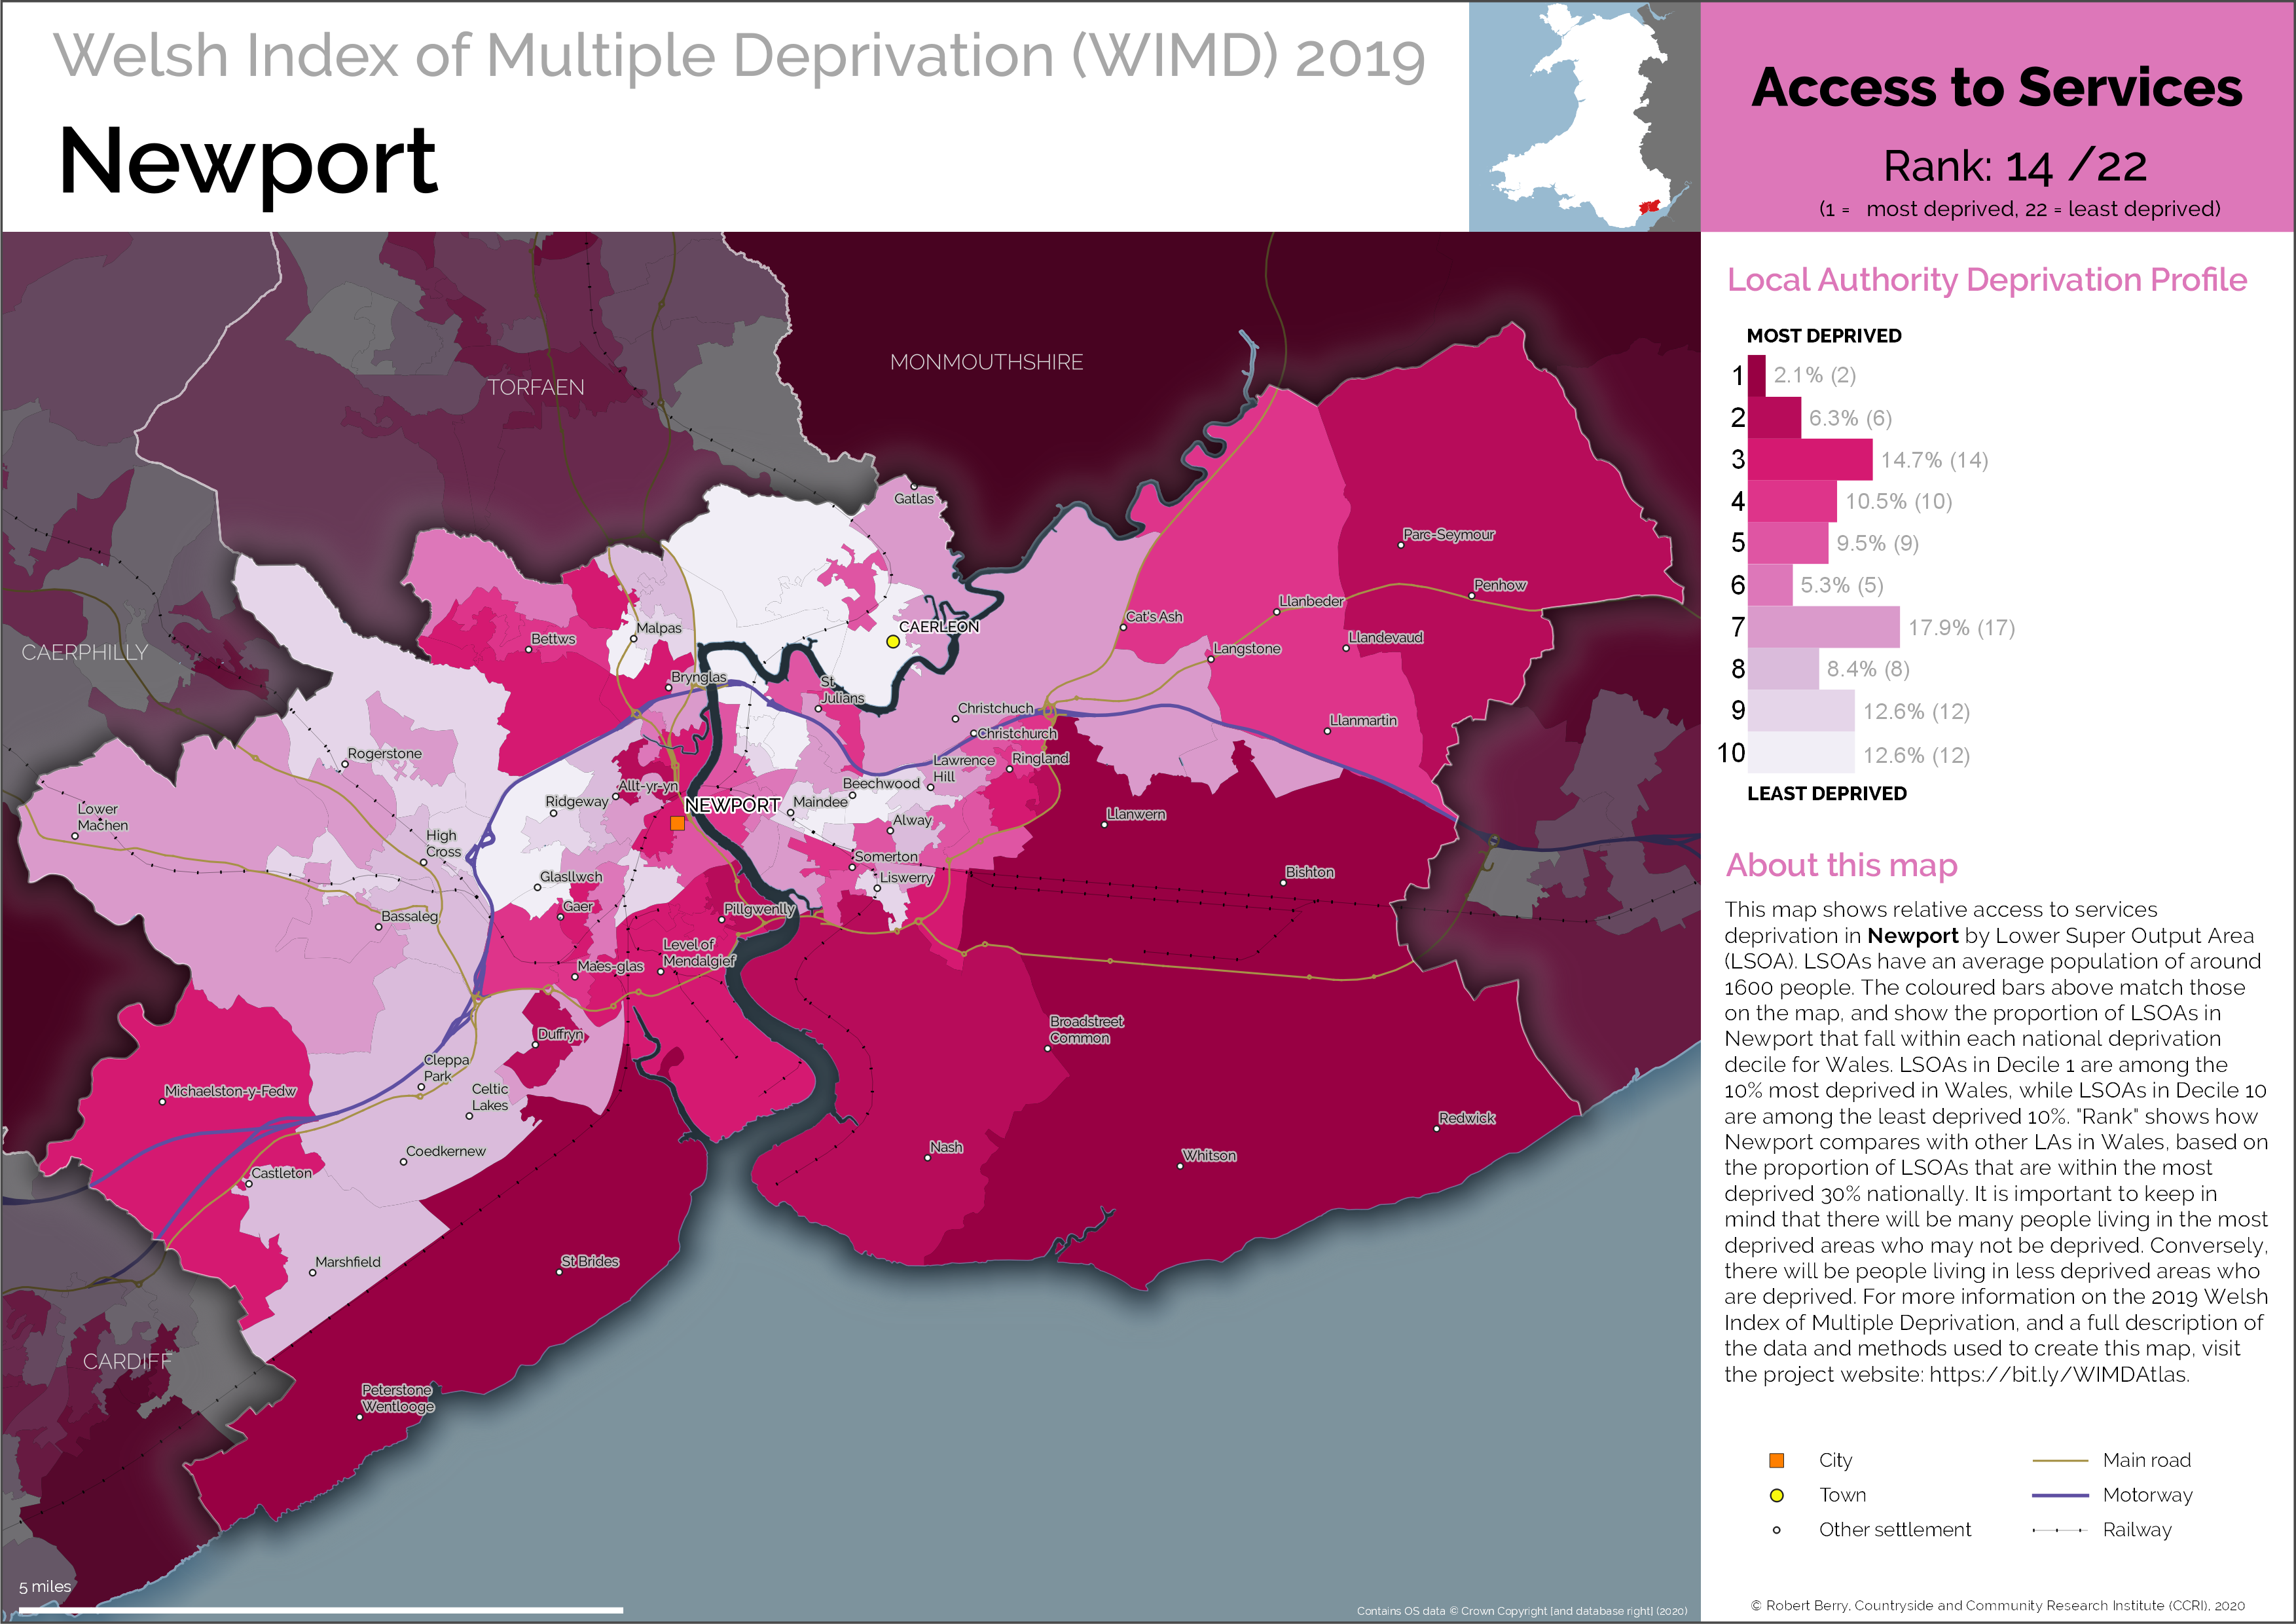 Welsh Index of Multiple Deprivation (WIMD) 2019
Newport
Access to Services
Rank: 14 /22
(1 = most deprived, 22 = least deprived)
MONMOUTHSHIRE
TORFAEN
Gatlas
Parc-Seymour
Penhow
Llanbeder
Cat's Ash
CAERLEON
Malpas
Bettws
Llandevaud
Langstone
CAERPHILLY
Brynglas
St
Julians
Christchuch
Christchurch
Llanmartin
Rogerstone
Lawrence
Hill
Ringland
Beechwood
Allt-yr-yn
Ridgeway
NEWPORT
Maindee
Lower
Machen
Llanwern
Alway
High
Cross
Somerton
Bishton
Glasllwch
Liswerry
Gaer
Pillgwenlly
Bassaleg
Level of
Mendalgief
Maes-glas
Broadstreet
Common
Duffryn
Cleppa
Park
Michaelston-y-Fedw
Celtic
Lakes
Redwick
Coedkernew
Nash
Whitson
Castleton
Marshfield
St Brides
CARDIFF
Peterstone
Wentlooge
5 miles
Contains OS data © Crown Copyright [and database right] (2020)
Local Authority Deprivation Profile
MOST DEPRIVED
1 2.1% (2)
2 6.3% (6)
3 14.7% (14)
4 10.5% (10)
5 9.5% (9)
6 5.3% (5)
7 17.9% (17)
8 8.4% (8)
9 12.6% (12)
10 12.6% (12)
LEAST DEPRIVED
About this map
This map shows relative access to services
deprivation in Newport by Lower Super Output Area
(LSOA). LSOAs have an average population of around
1600 people. The coloured bars above match those
on the map, and show the proportion of LSOAs in
Newport that fall within each national deprivation
decile for Wales. LSOAs in Decile 1 are among the
10% most deprived in Wales, while LSOAs in Decile 10
are among the least deprived 10%. "Rank" shows how
Newport compares with other LAs in Wales, based on
the proportion of LSOAs that are within the most
deprived 30% nationally. It is important to keep in
mind that there will be many people living in the most
deprived areas who may not be deprived. Conversely,
there will be people living in less deprived areas who
are deprived. For more information on the 2019 Welsh
Index of Multiple Deprivation, and a full description of
the data and methods used to create this map, visit
the project website: https://bit.ly/WIMDAtlas.
City
Town
Other settlement
Main road
Motorway
Railway
© Robert Berry, Countryside and Community Research Institute (CCRI), 2020